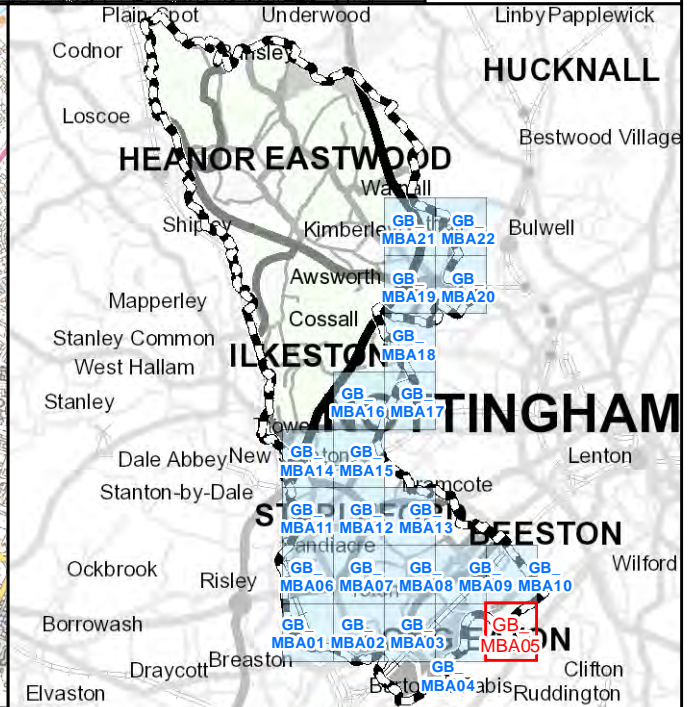 Plain Spot
Underwood
Linby Papplewick
Codnor
HUCKNALL
Loscoe
Bestwood Village
HEANOR EASTWOOD
Shipley
Kimberley
GB_
MBA21
GB_
MBA22
Bulwell
Awsworth
GB_
MBA19
GB_
MBA20
Mapperley
Cossall
Stanley Common
GB_
MBA18
West Hallam
ILKESTON
Stanley
GB_
MBA16
GB_
MBA17
TTINGHAM
Dale Abbey
New
GB_
MBA14
GB_
MBA15
Lenton
Stanton-by-Dale
GB_
MBA11
GB_
MBA12
GB_
MBA13
BEESTON
Ockbrook
Risley
GB_
MBA06
GB_
MBA07
GB_
MBA08
GB_
MBA09
GB_
MBA10
Wilford
Borrowash
GB_
MBA01
GB_
MBA02
GB_
MBA03
GB_
MBA05
Draycott
Breaston
GB_
MBA04
Clifton
Elvaston
Ruddington